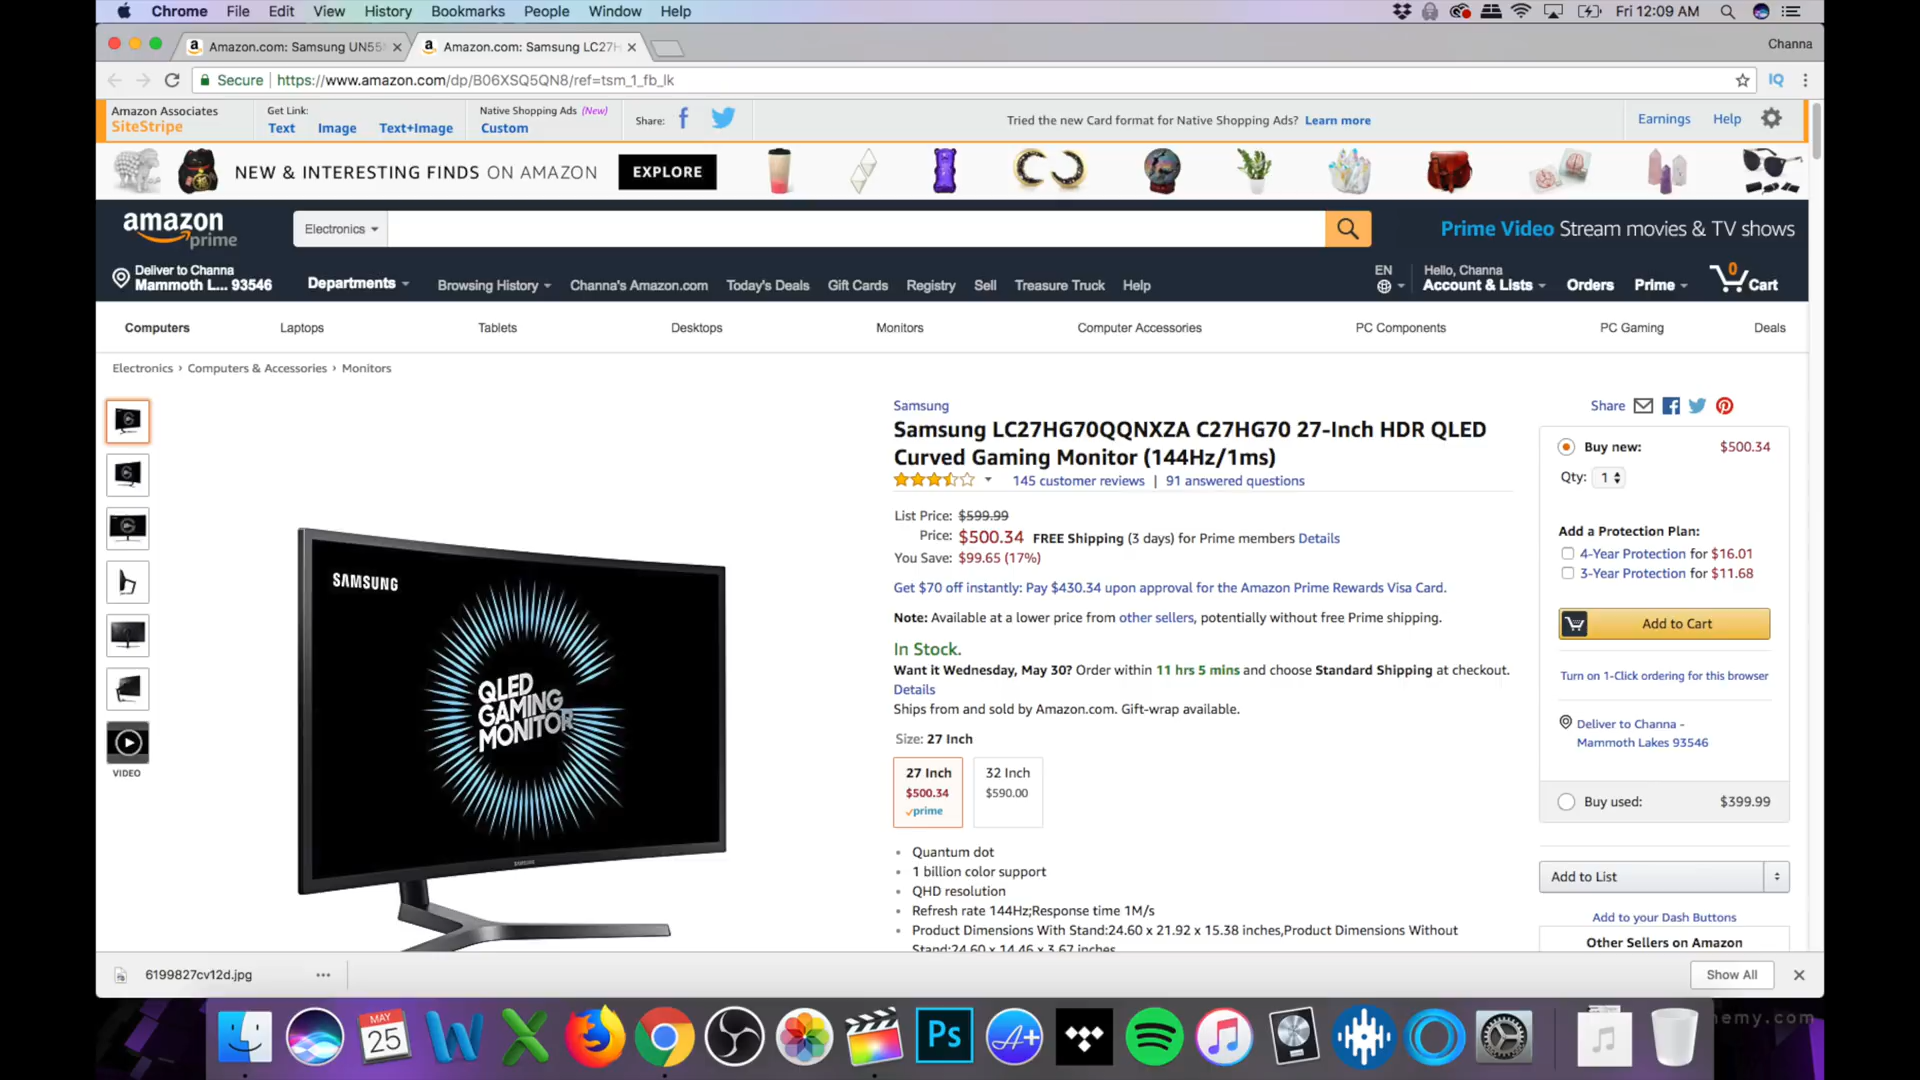 Chrome File Edit View History Bookmarks People Window Help
Fri 12:09 AM
Amazon.com: Samsung UN55
Amazon.com: Samsung LC27H
Channa
Secure https://www.amazon.com/dp/B06XSQ5QN8/ref=tsm_1_fb_lk
IQ
Amazon Associates
SiteStripe
Get Link:
Text Image Text+Image
Native Shopping Ads (New)
Custom
Share:
Tried the new Card format for Native Shopping Ads? Learn more
Earnings Help
NEW & INTERESTING FINDS ON AMAZON EXPLORE
amazon
prime
Electronics
Prime Video Stream movies & TV shows
Deliver to Channa
Mammoth L... 93546
Departments
Browsing History Channa's Amazon.com Today's Deals Gift Cards Registry Sell Treasure Truck Help
EN
Hello, Channa
Account & Lists
Orders
Prime
0
Cart
Computers Laptops Tablets Desktops Monitors Computer Accessories PC Components PC Gaming Deals
Electronics › Computers & Accessories › Monitors
VIDEO
SAMSUNG
QLED
GAMING
MONITOR
SAMSUNG
Samsung
Samsung LC27HG70QQNXZA C27HG70 27-Inch HDR QLED
Curved Gaming Monitor (144Hz/1ms)
145 customer reviews | 91 answered questions
List Price: $599.99
Price: $500.34 FREE Shipping (3 days) for Prime members Details
You Save: $99.65 (17%)
Get $70 off instantly: Pay $430.34 upon approval for the Amazon Prime Rewards Visa Card.
Note: Available at a lower price from other sellers, potentially without free Prime shipping.
In Stock.
Want it Wednesday, May 30? Order within 11 hrs 5 mins and choose Standard Shipping at checkout.
Details
Ships from and sold by Amazon.com. Gift-wrap available.
Size: 27 Inch
27 Inch
$500.34
prime
32 Inch
$590.00
• Quantum dot
• 1 billion color support
• QHD resolution
• Refresh rate 144Hz;Response time 1M/s
• Product Dimensions With Stand:24.60 x 21.92 x 15.38 inches,Product Dimensions Without
Stand:24.60 x 14.46 x 3.67 inches
Share
Buy new: $500.34
Qty: 1
Add a Protection Plan:
4-Year Protection for $16.01
3-Year Protection for $11.68
Add to Cart
Turn on 1-Click ordering for this browser
Deliver to Channa -
Mammoth Lakes 93546
Buy used: $399.99
Add to List
Add to your Dash Buttons
Other Sellers on Amazon
6199827cv12d.jpg
Show All
MAY
25
Ps
hemy.com